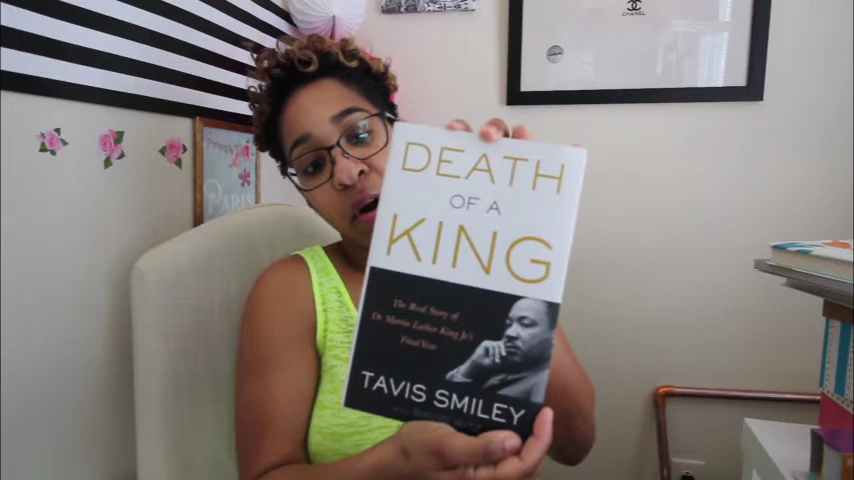 CHANEL
PARIS
DEATH
OF A
KING
The Real Story of
Dr. Martin Luther King Jr.'s
Final Year
TAVIS SMILEY